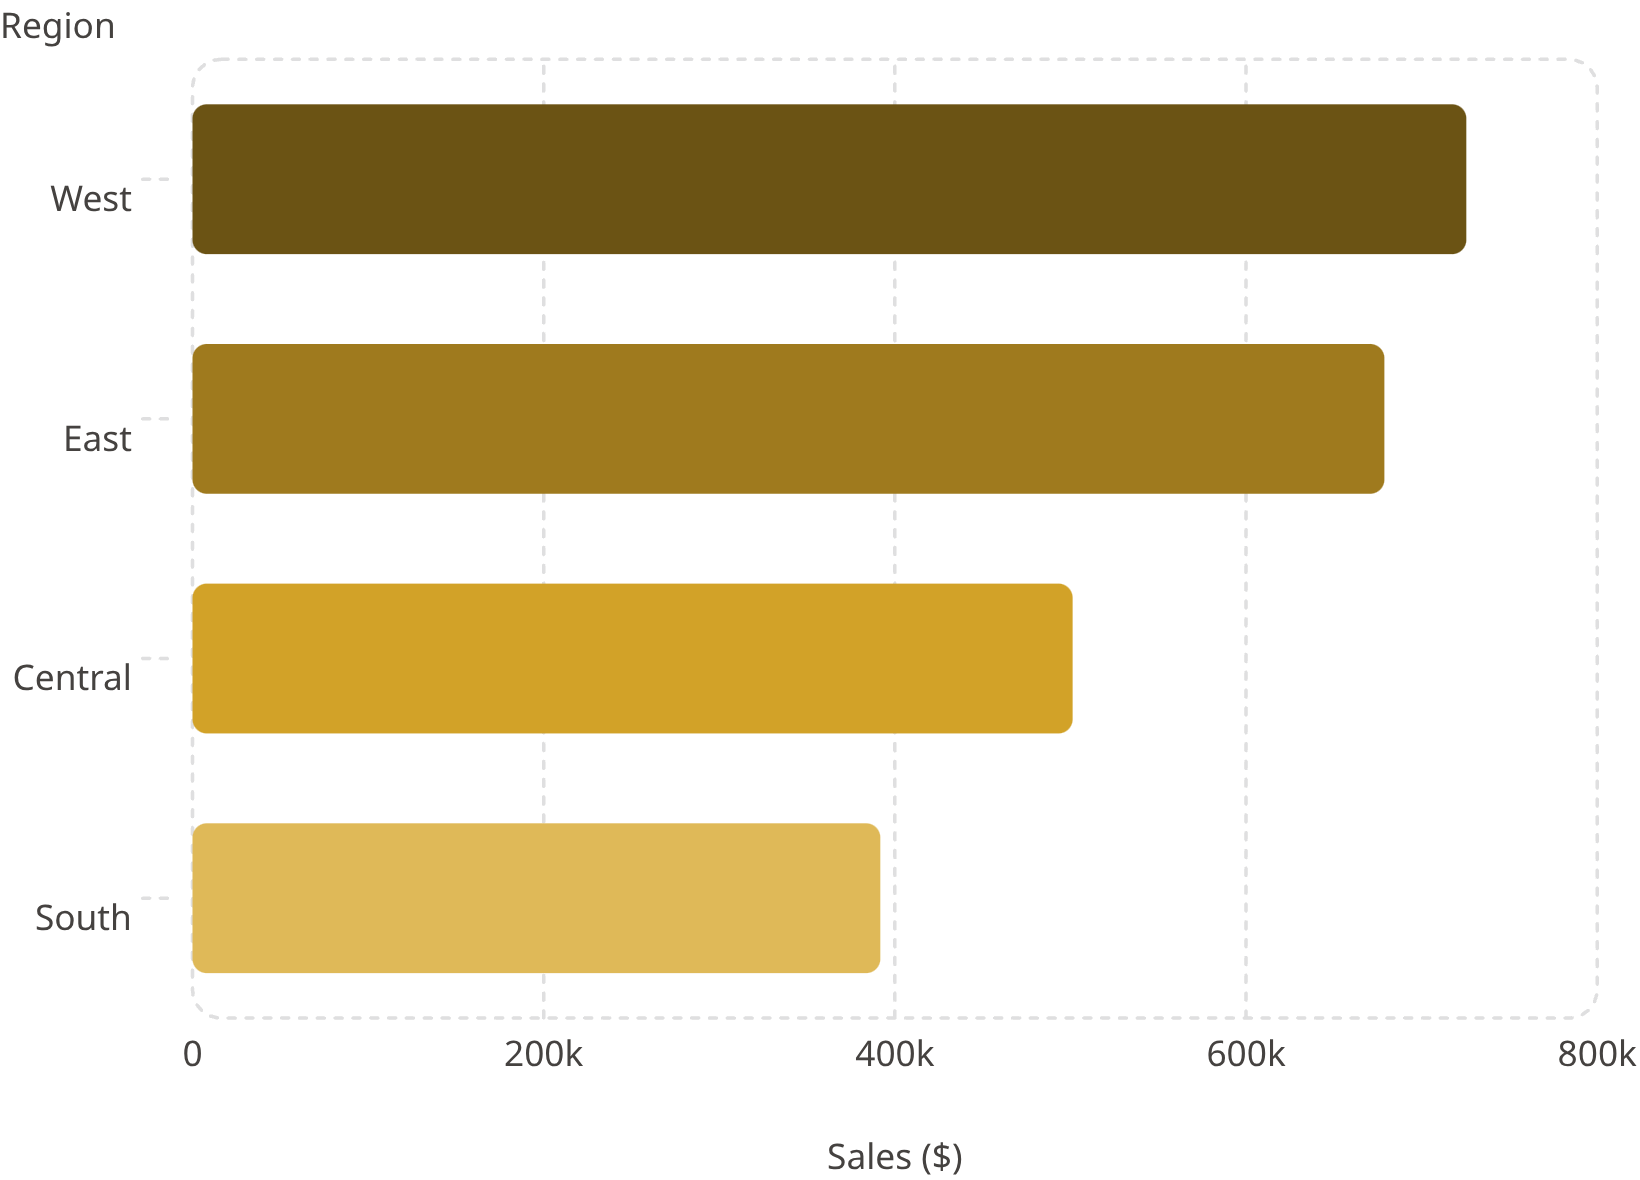 Region
West
East
Central
South
0 200k 400k 600k 800k
Sales ($)